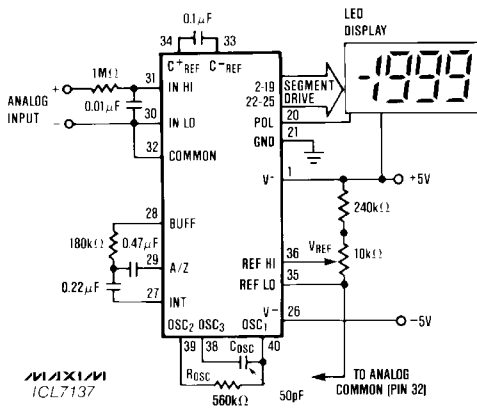 0.1μF
LED
DISPLAY
34 33
C⁺REF C⁻REF
1MΩ
31 IN HI
ANALOG
INPUT
+
0.01μF
−
30 IN LO
32 COMMON
2-19
22-25
SEGMENT
DRIVE
-1999
20
POL
21
GND
V⁻
1
+5V
240kΩ
28 BUFF
180kΩ
0.47μF
29 A/Z
0.22μF
27 INT
REF HI
36
VREF
10kΩ
35
REF LO
V⁻
26
−5V
OSC₂ OSC₃ OSC₁
39 38 COSC 40
ROSC
560kΩ
50pF
TO ANALOG
COMMON (PIN 32)
MAXIM
ICL7137